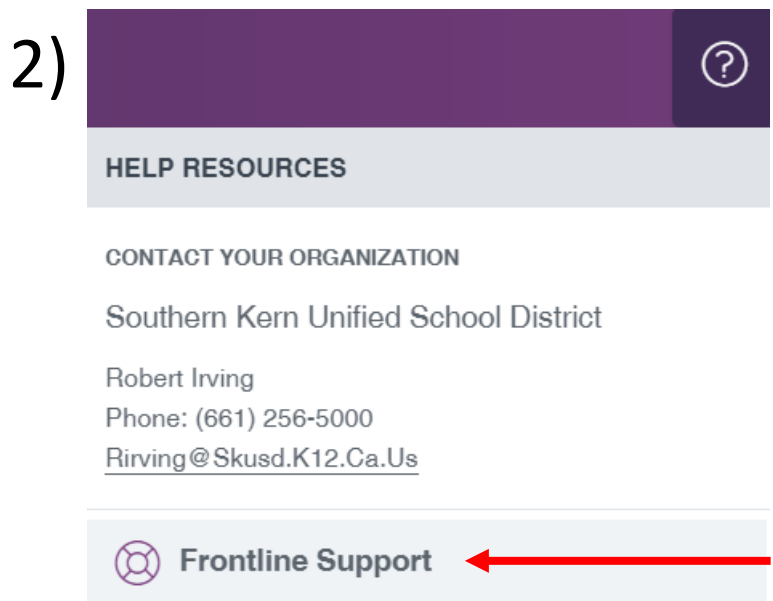 2)
?
HELP RESOURCES
CONTACT YOUR ORGANIZATION
Southern Kern Unified School District
Robert Irving
Phone: (661) 256-5000
Rirving@Skusd.K12.Ca.Us
Frontline Support